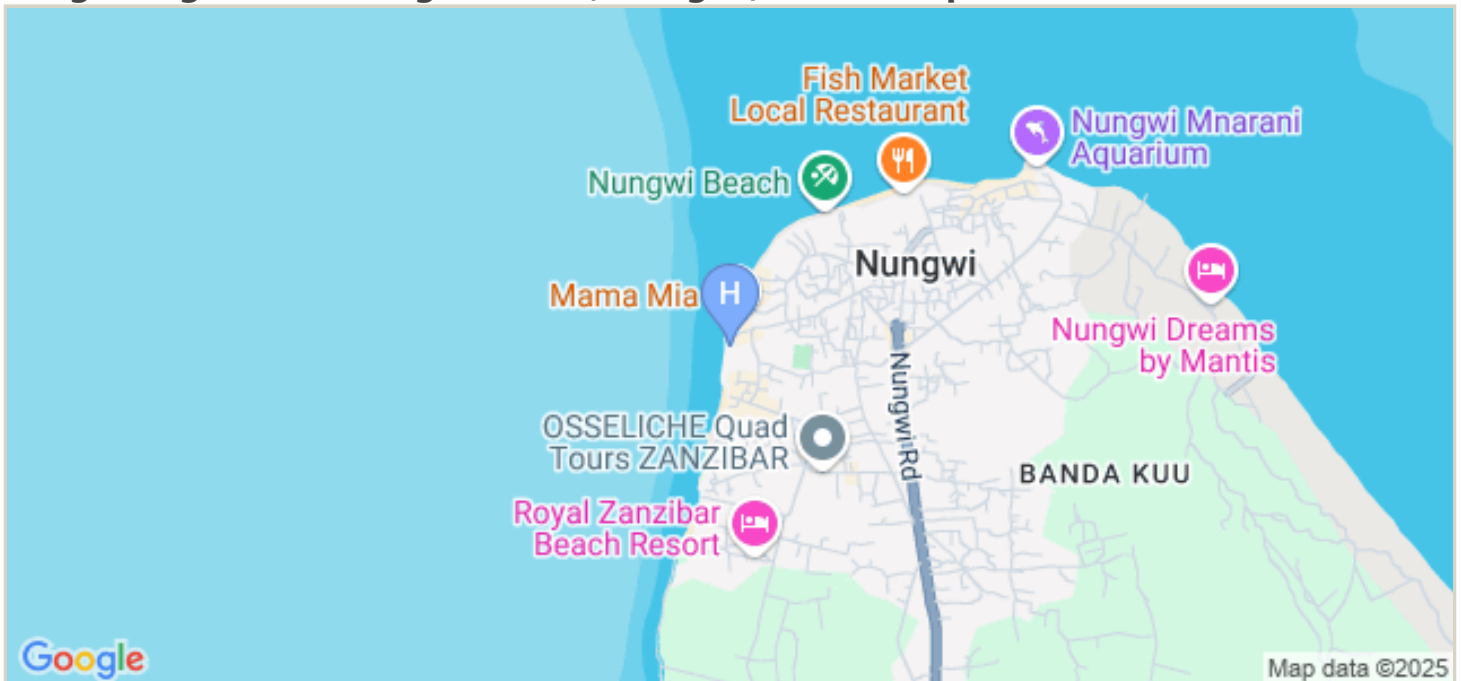 Fish Market
Local Restaurant
Nungwi Mnarani
Aquarium
Nungwi Beach
Nungwi
Mama Mia
H
Nungwi Dreams
by Mantis
Nungwi Rd
OSSELICHE Quad
Tours ZANZIBAR
BANDA KUU
Royal Zanzibar
Beach Resort
Google
Map data ©2025